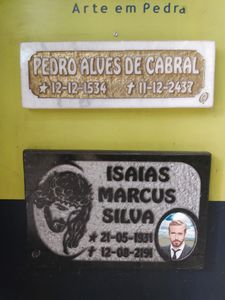 Arte em Pedra
PEDRO ALVES DE CABRAL
★12-12-1534 ✝11-12-2437
ISAIAS
MARCUS
SILVA
★ 21-05-1931
✝ 12-08-2191